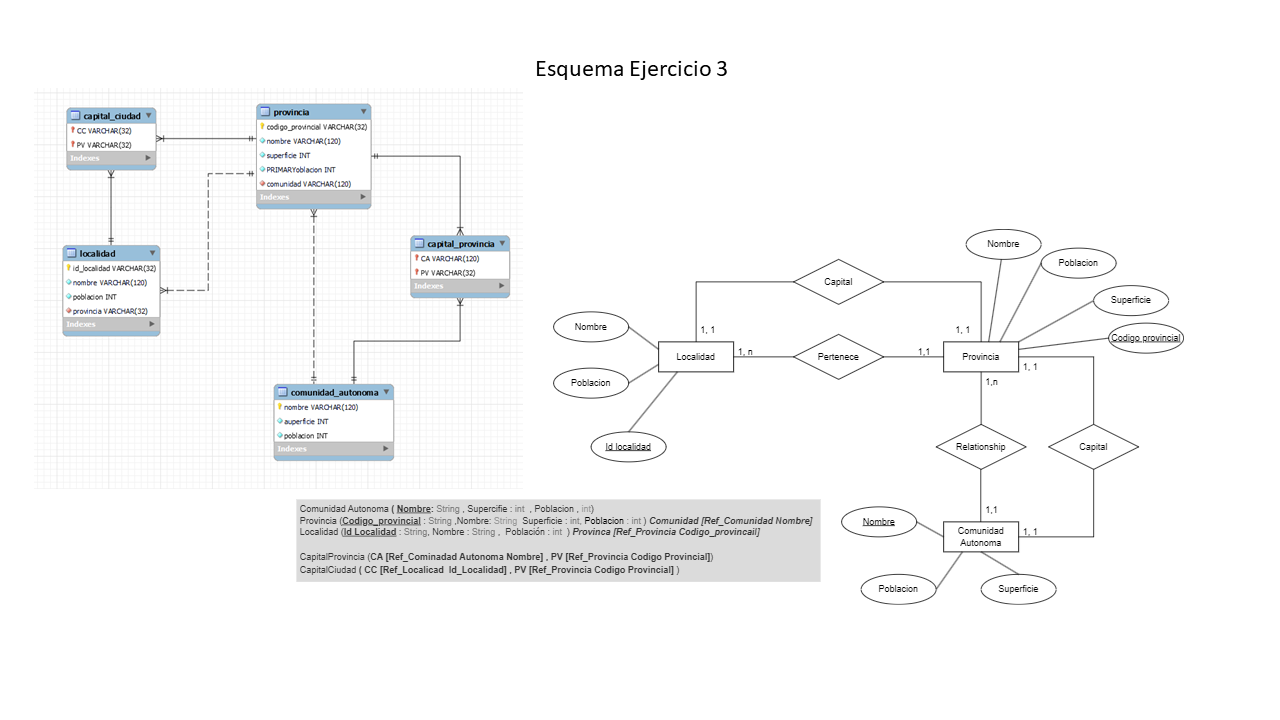 Esquema Ejercicio 3
capital_ciudad
CC VARCHAR(32)
PV VARCHAR(32)
Indexes
provincia
codigo_provincial VARCHAR(32)
nombre VARCHAR(120)
superficie INT
PRIMARYoblacion INT
comunidad VARCHAR(120)
Indexes
localidad
id_localidad VARCHAR(32)
nombre VARCHAR(120)
poblacion INT
provincia VARCHAR(32)
Indexes
capital_provincia
CA VARCHAR(120)
PV VARCHAR(32)
Indexes
comunidad_autonoma
nombre VARCHAR(120)
auperficie INT
poblacion INT
Indexes
Nombre
Poblacion
Superficie
Codigo provincial
Capital
1, 1
1, 1
Nombre
Localidad
1, n
Pertenece
1,1
Provincia
1, 1
Poblacion
1,n
Id localidad
Relationship
Capital
1,1
Nombre
Comunidad
Autonoma
1, 1
Poblacion
Superficie
Comunidad Autonoma ( Nombre: String , Supercifie : int , Poblacion , int)
Provincia (Codigo_provincial : String ,Nombre: String Superficie : int, Poblacion : int ) Comunidad [Ref_Comunidad Nombre]
Localidad (Id Localidad : String, Nombre : String , Población : int ) Provinca [Ref_Provincia Codigo_provincail]
CapitalProvincia (CA [Ref_Cominadad Autonoma Nombre] , PV [Ref_Provincia Codigo Provincial])
CapitalCiudad ( CC [Ref_Localicad Id_Localidad] , PV [Ref_Provincia Codigo Provincial] )